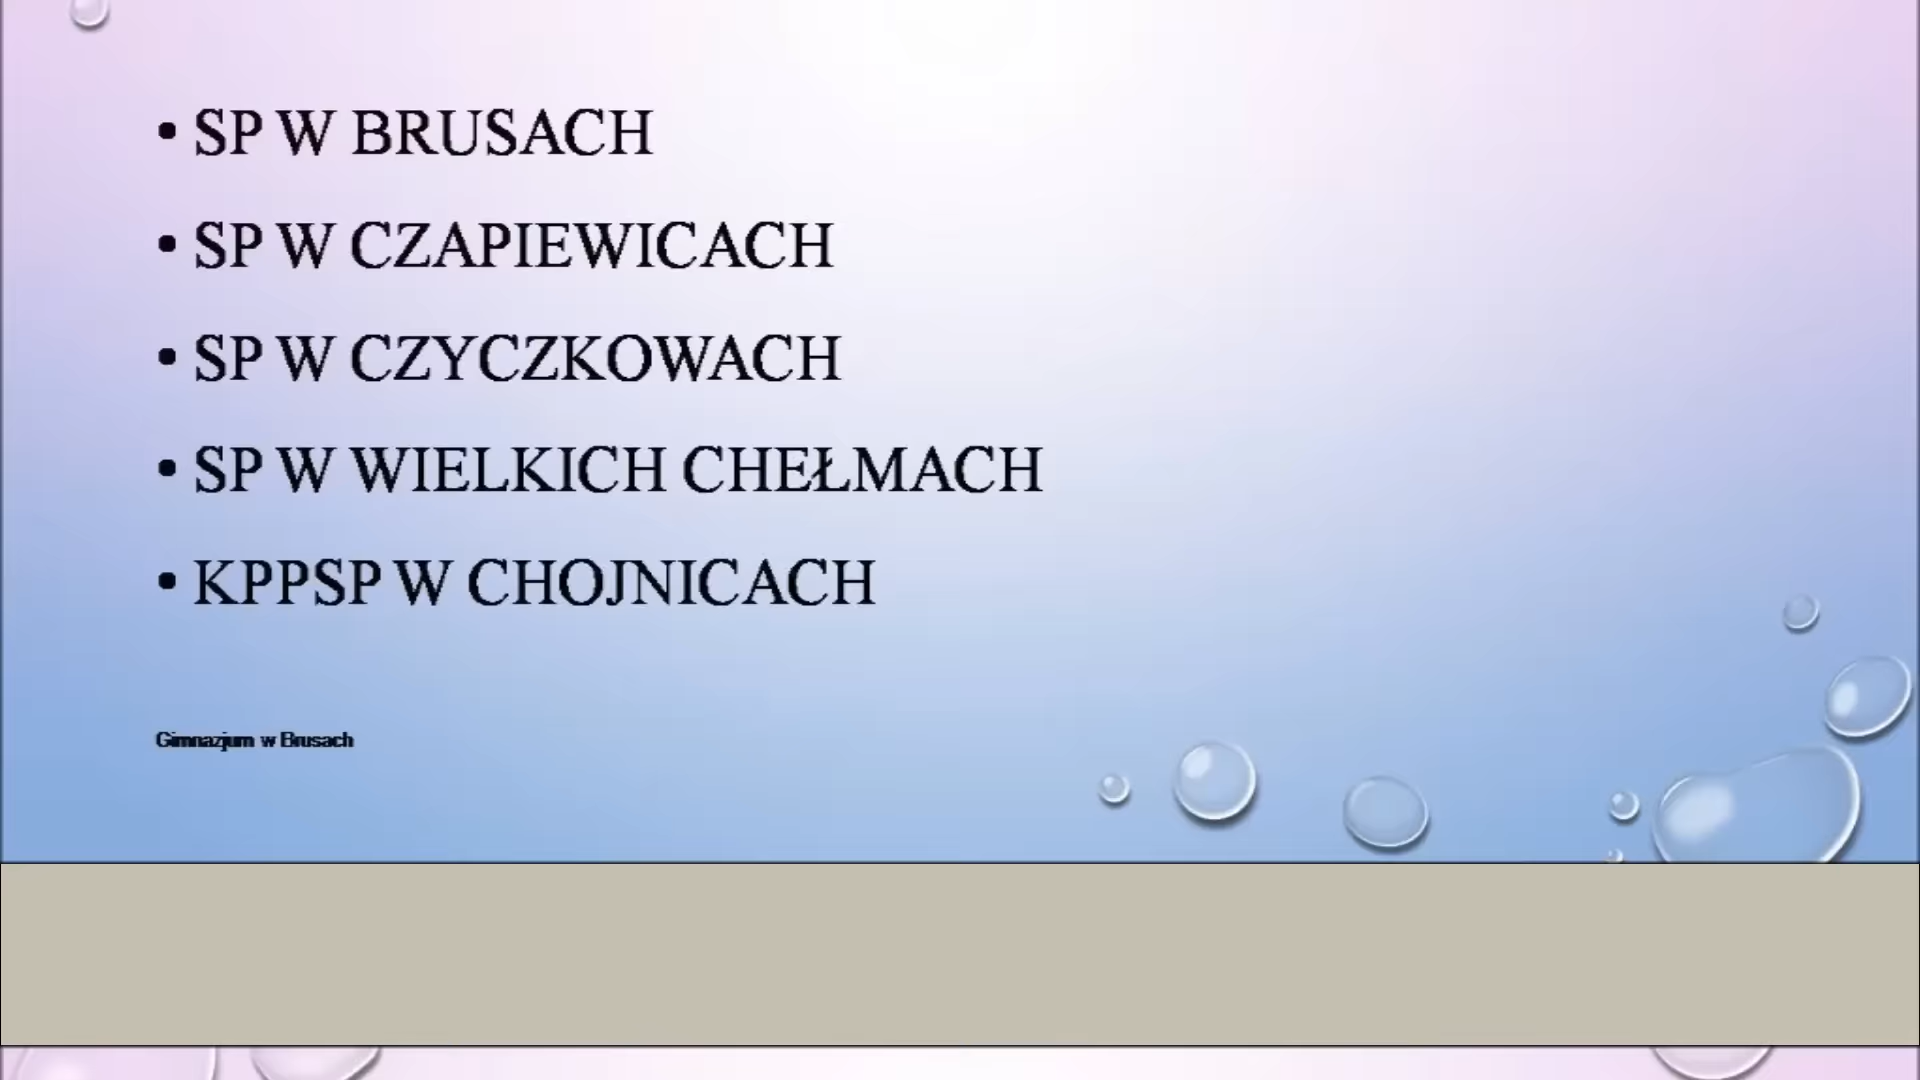 • SP W BRUSACH
• SP W CZAPIEWICACH
• SP W CZYCZKOWACH
• SP W WIELKICH CHEŁMACH
• KPPSP W CHOJNICACH
Gimnazjum w Brusach